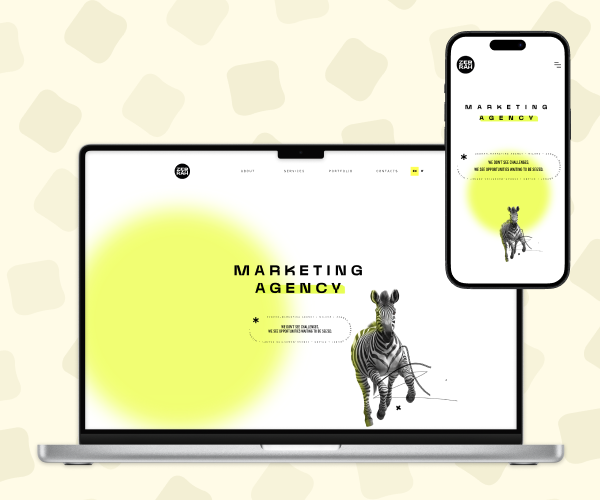 ZEB
RAH
ABOUT
SERVICES
PORTFOLIO
CONTACTS
MARKETING
AGENCY
WE DON'T SEE CHALLENGES,
WE SEE OPPORTUNITIES WAITING TO BE SEIZED.
ZEB
RAH
MARKETING
AGENCY
WE DON'T SEE CHALLENGES,
WE SEE OPPORTUNITIES WAITING TO BE SEIZED.